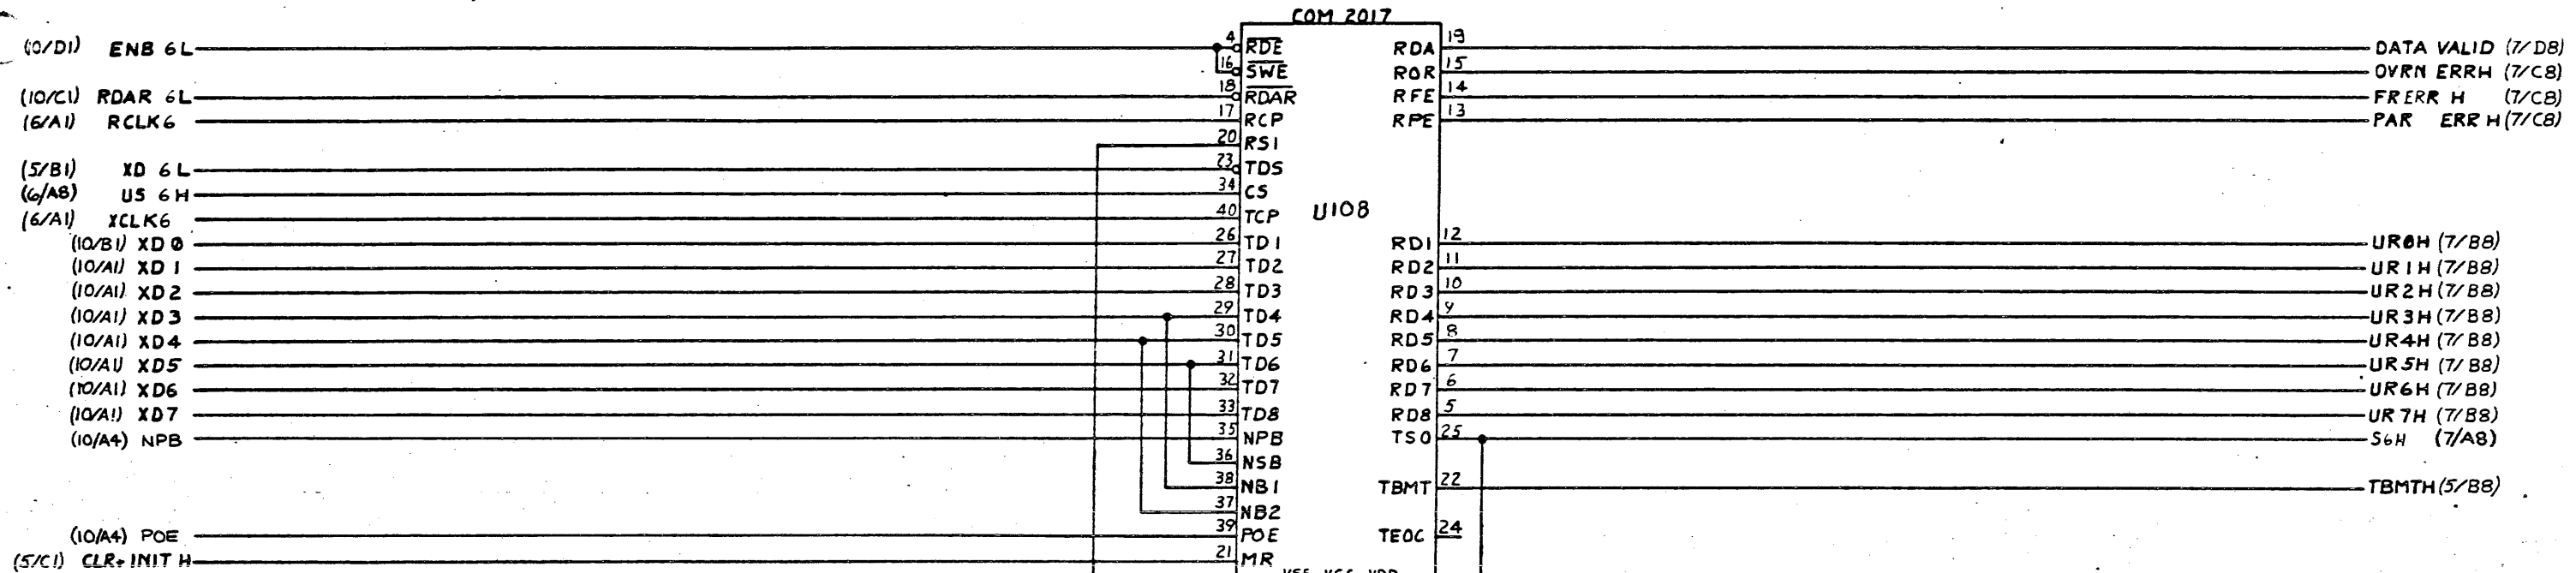 COM 2017
(10/D1) ENB 6L 4 RDE RDA 19 DATA VALID (7/D8)
16 SWE ROR 15 OVRN ERRH (7/C8)
(10/C1) RDAR 6L 18 RDAR RFE 14 FRERR H (7/C8)
(6/A1) RCLK6 17 RCP RPE 13 PAR ERR H (7/C8)
20 RSI
(5/B1) XD 6L 23 TDS
(6/A8) US 6H 34 CS
(6/A1) XCLK6 40 TCP U108
(10/B1) XD0 26 TD1 RD1 12 UR0H (7/B8)
(10/A1) XD1 27 TD2 RD2 11 UR1H (7/B8)
(10/A1) XD2 28 TD3 RD3 10 UR2H (7/B8)
(10/A1) XD3 29 TD4 RD4 9 UR3H (7/B8)
(10/A1) XD4 30 TD5 RD5 8 UR4H (7/B8)
(10/A1) XD5 31 TD6 RD6 7 UR5H (7/B8)
(10/A1) XD6 32 TD7 RD7 6 UR6H (7/B8)
(10/A1) XD7 33 TD8 RD8 5 UR7H (7/B8)
(10/A4) NPB 35 NPB TSO 25 S6H (7/A8)
36 NSB
38 NB1 TBMT 22 TBMTH (5/B8)
37 NB2
(10/A4) POE 39 POE TEOC 24
(5/C1) CLR+INIT H 21 MR